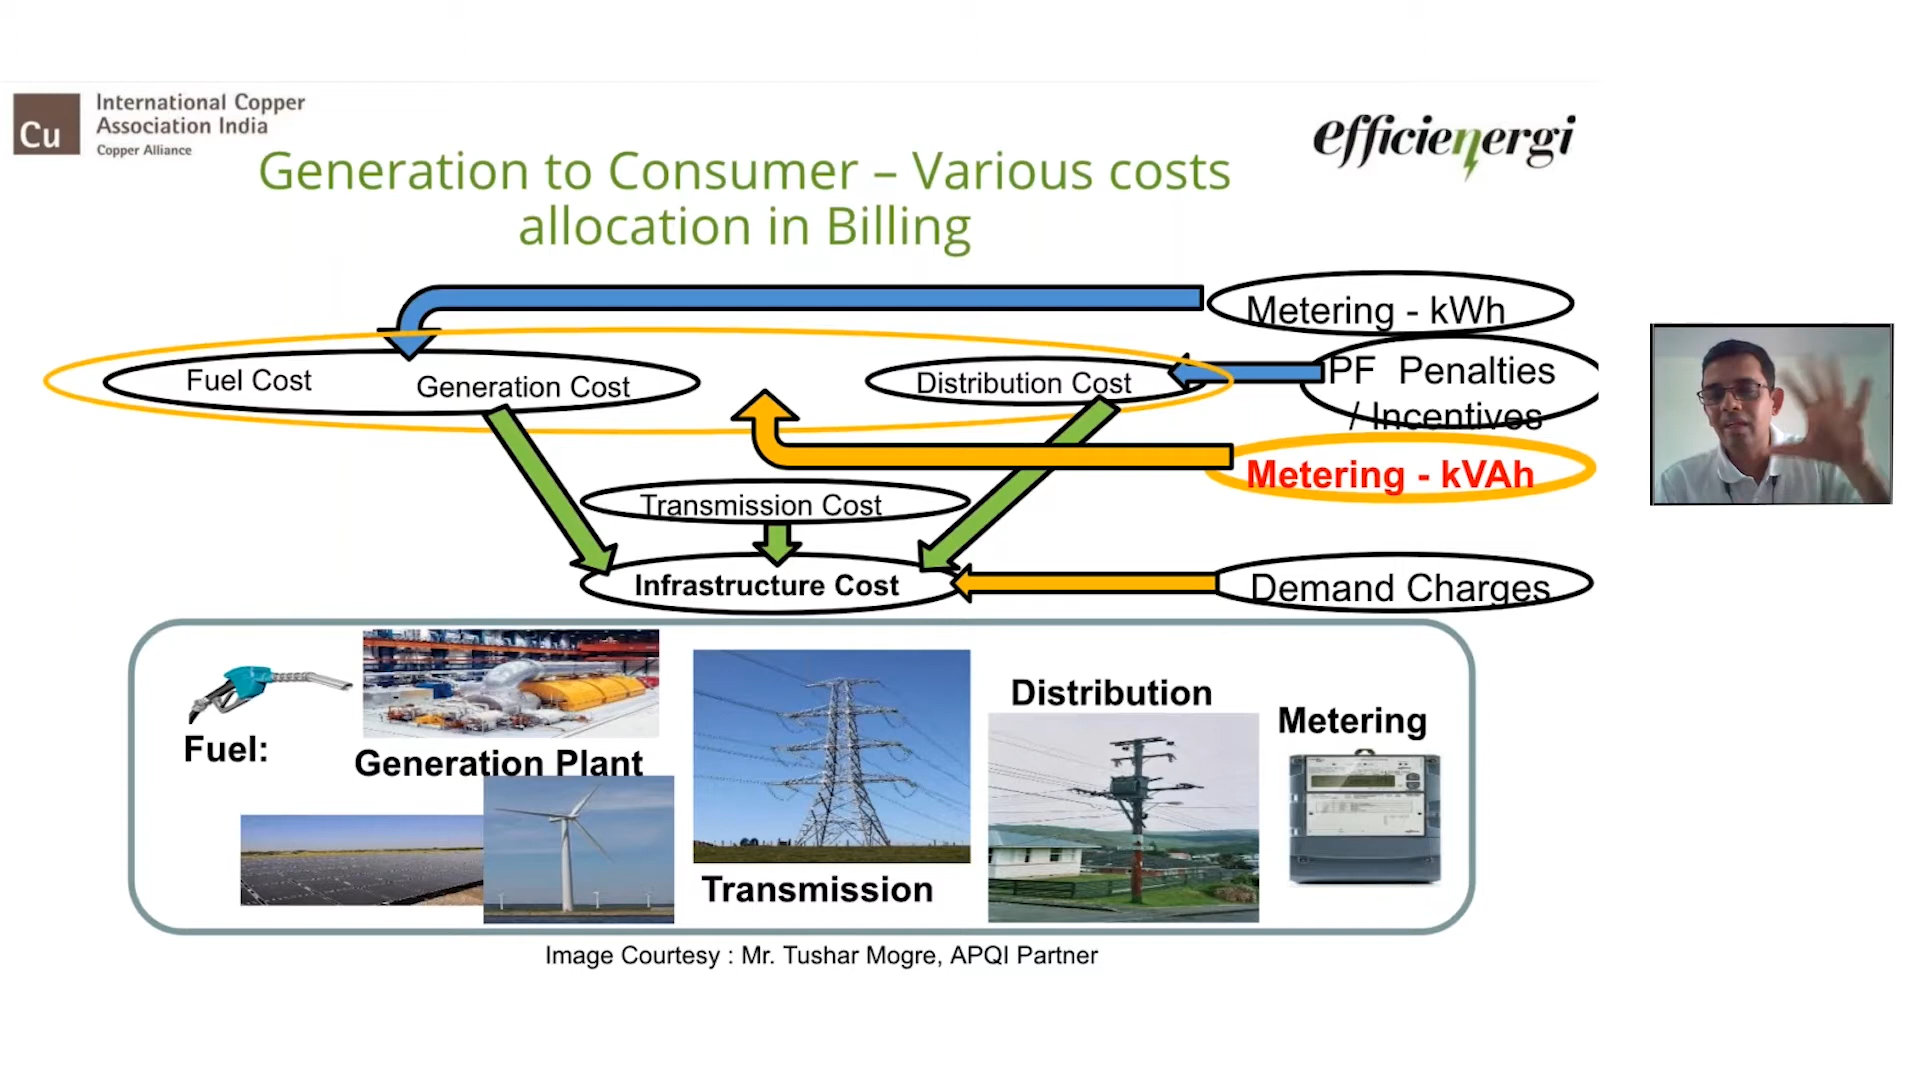 Cu
International Copper
Association India
Copper Alliance
efficienergi
Generation to Consumer – Various costs
allocation in Billing
Metering - kWh
Fuel Cost
Generation Cost
Distribution Cost
PF Penalties
/ Incentives
Metering - kVAh
Transmission Cost
Infrastructure Cost
Demand Charges
Fuel:
Generation Plant
Transmission
Distribution
Metering
Image Courtesy : Mr. Tushar Mogre, APQI Partner